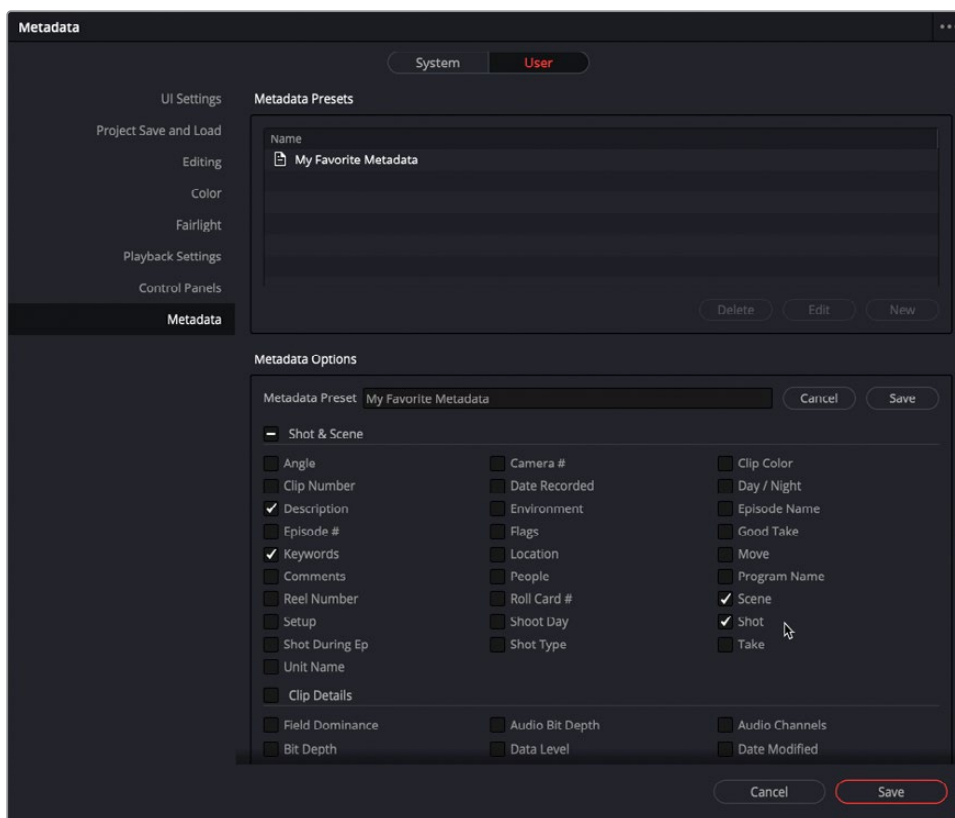 Metadata
System User
UI Settings
Project Save and Load
Editing
Color
Fairlight
Playback Settings
Control Panels
Metadata
Metadata Presets
Name
My Favorite Metadata
Delete Edit New
Metadata Options
Metadata Preset My Favorite Metadata Cancel Save
Shot & Scene
Angle Camera # Clip Color
Clip Number Date Recorded Day / Night
Description Environment Episode Name
Episode # Flags Good Take
Keywords Location Move
Comments People Program Name
Reel Number Roll Card # Scene
Setup Shoot Day Shot
Shot During Ep Shot Type Take
Unit Name
Clip Details
Field Dominance Audio Bit Depth Audio Channels
Bit Depth Data Level Date Modified
Cancel Save